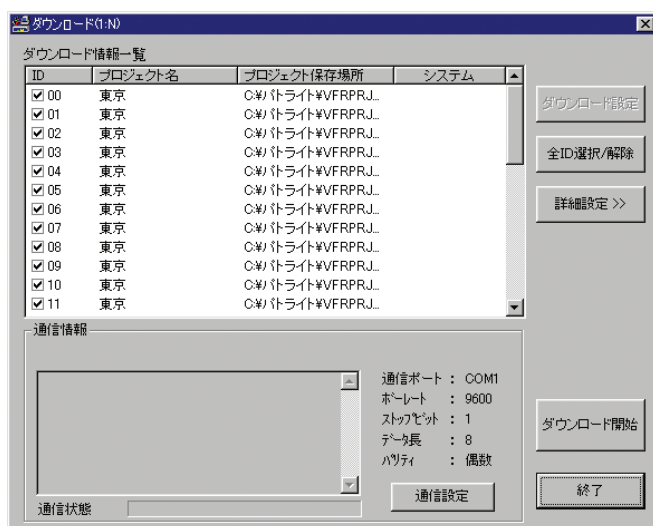 ダウンロード(1:N)
ダウンロード情報一覧
ID プロジェクト名 プロジェクト保存場所 システム
00 東京 C:¥パトライト¥VFRPRJ...
01 東京 C:¥パトライト¥VFRPRJ...
02 東京 C:¥パトライト¥VFRPRJ...
03 東京 C:¥パトライト¥VFRPRJ...
04 東京 C:¥パトライト¥VFRPRJ...
05 東京 C:¥パトライト¥VFRPRJ...
06 東京 C:¥パトライト¥VFRPRJ...
07 東京 C:¥パトライト¥VFRPRJ...
08 東京 C:¥パトライト¥VFRPRJ...
09 東京 C:¥パトライト¥VFRPRJ...
10 東京 C:¥パトライト¥VFRPRJ...
11 東京 C:¥パトライト¥VFRPRJ...
ダウンロード設定
全ID選択/解除
詳細設定 >>
通信情報
通信ポート : COM1
ボーレート : 9600
ストップビット : 1
データ長 : 8
パリティ : 偶数
通信設定
通信状態
ダウンロード開始
終了